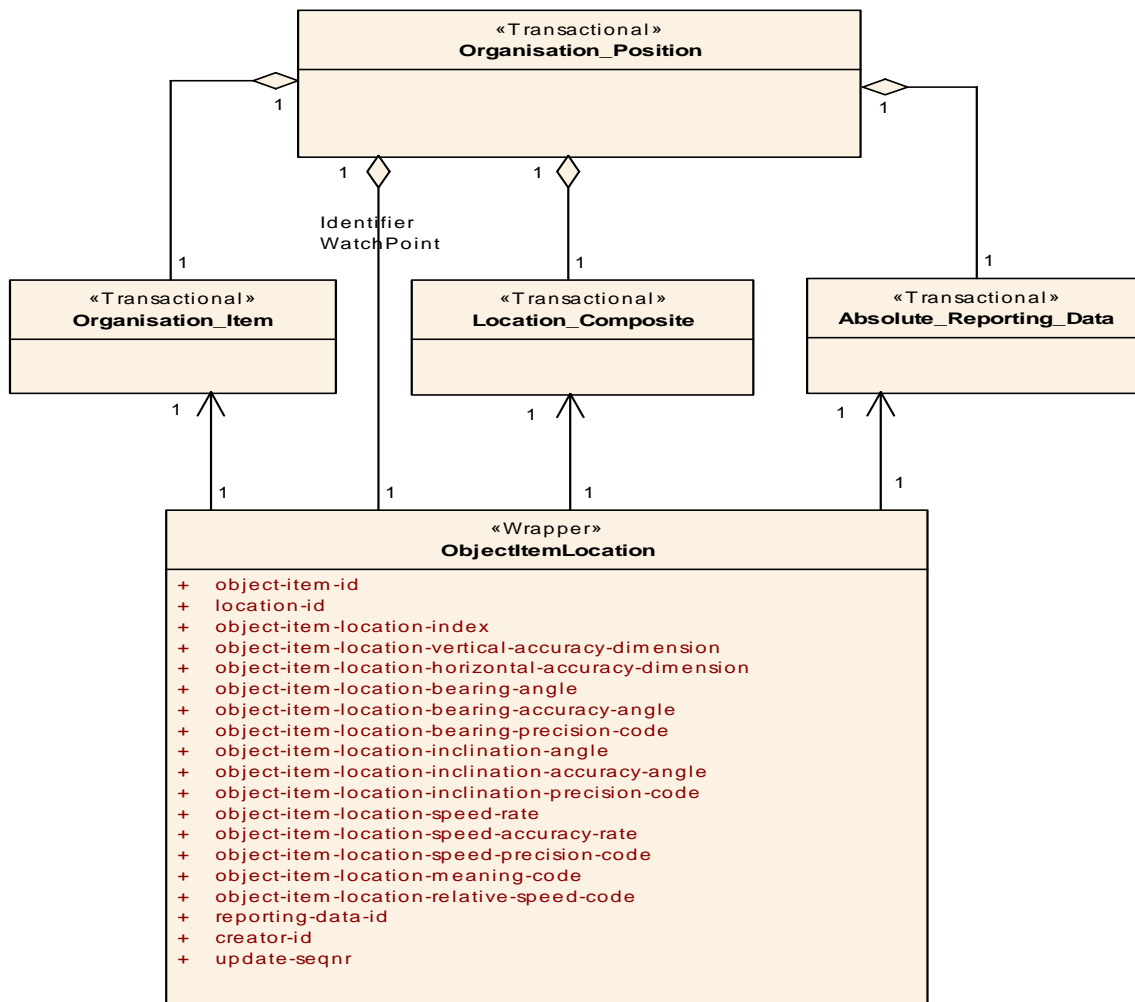 «Transactional»
Organisation_Position
1
1
1
1
Identifier
WatchPoint
1
1
1
«Transactional»
Organisation_Item
«Transactional»
Location_Composite
«Transactional»
Absolute_Reporting_Data
1
1
1
1
1
1
1
«Wrapper»
ObjectItemLocation
+ object-item-id
+ location-id
+ object-item-location-index
+ object-item-location-vertical-accuracy-dimension
+ object-item-location-horizontal-accuracy-dimension
+ object-item-location-bearing-angle
+ object-item-location-bearing-accuracy-angle
+ object-item-location-bearing-precision-code
+ object-item-location-inclination-angle
+ object-item-location-inclination-accuracy-angle
+ object-item-location-inclination-precision-code
+ object-item-location-speed-rate
+ object-item-location-speed-accuracy-rate
+ object-item-location-speed-precision-code
+ object-item-location-meaning-code
+ object-item-location-relative-speed-code
+ reporting-data-id
+ creator-id
+ update-seqnr